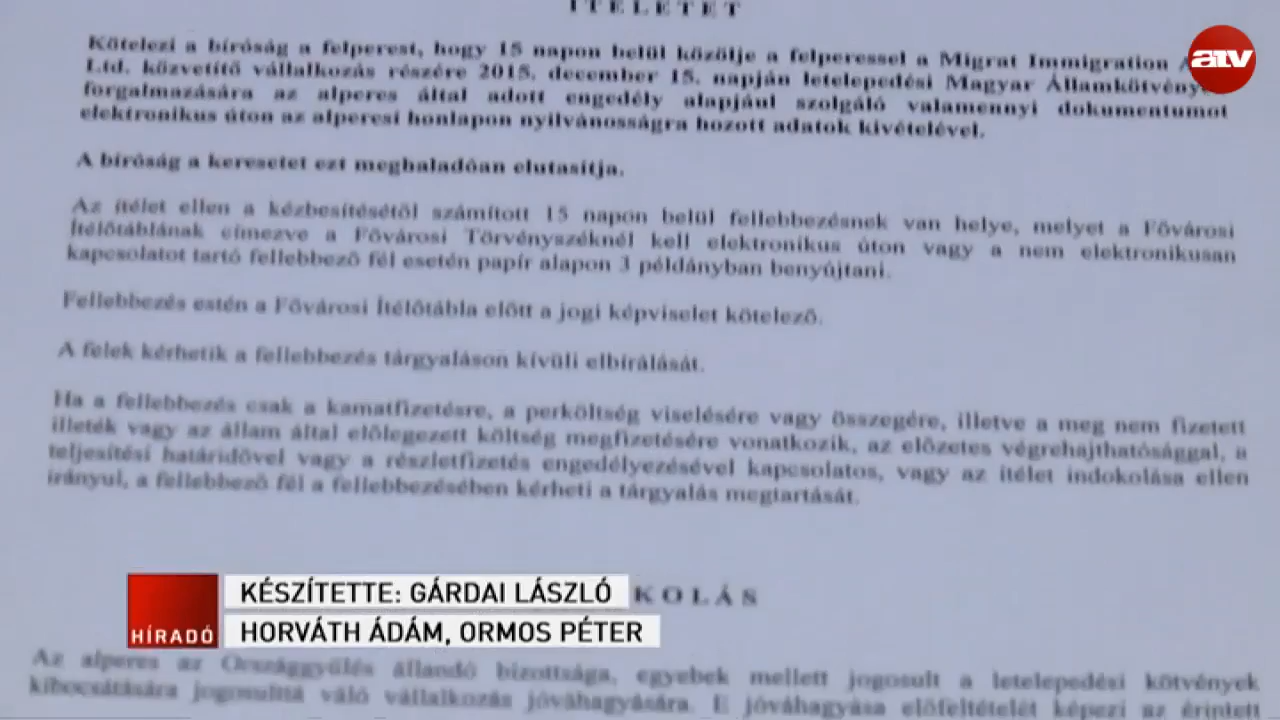 ÍTÉLETET
Kötelezi a bíróság a felperest, hogy 15 napon belül közölje a felperessel a Migrat Immigration
Ltd. közvetítő vállalkozás részére 2015. december 15. napján letelepedési Magyar Államkötvény
forgalmazására az alperes által adott engedély alapjául szolgáló valamennyi dokumentumot
elektronikus úton az alperesi honlapon nyilvánosságra hozott adatok kivételével.
A bíróság a keresetet ezt meghaladóan elutasítja.
Az ítélet ellen a kézbesítésétől számított 15 napon belül fellebbezésnek van helye, melyet a Fővárosi
Ítélőtáblának címezve a Fővárosi Törvényszéknél kell elektronikus úton vagy a nem elektronikusan
kapcsolatot tartó fellebbező fél esetén papír alapon 3 példányban benyújtani.
Fellebbezés estén a Fővárosi Ítélőtábla előtt a jogi képviselet kötelező.
A felek kérhetik a fellebbezés tárgyaláson kívüli elbírálását.
Ha a fellebbezés csak a kamatfizetésre, a perköltség viselésére vagy összegére, illetve a meg nem fizetett
illeték vagy az állam által előlegezett költség megfizetésére vonatkozik, az előzetes végrehajthatósággal, a
teljesítési határidővel vagy a részletfizetés engedélyezésével kapcsolatos, vagy az ítélet indokolása ellen
irányul, a fellebbező fél a fellebbezésében kérheti a tárgyalás megtartását.
KOLÁS
Az alperes az Országgyűlés állandó bizottsága, egyebek mellett jogosult a letelepedési kötvények
kibocsátására jogosulttá váló vállalkozás jóváhagyására. E jóváhagyása előfeltételét képezi az érintett
atv
HÍRADÓ
KÉSZÍTETTE: GÁRDAI LÁSZLÓ
HORVÁTH ÁDÁM, ORMOS PÉTER